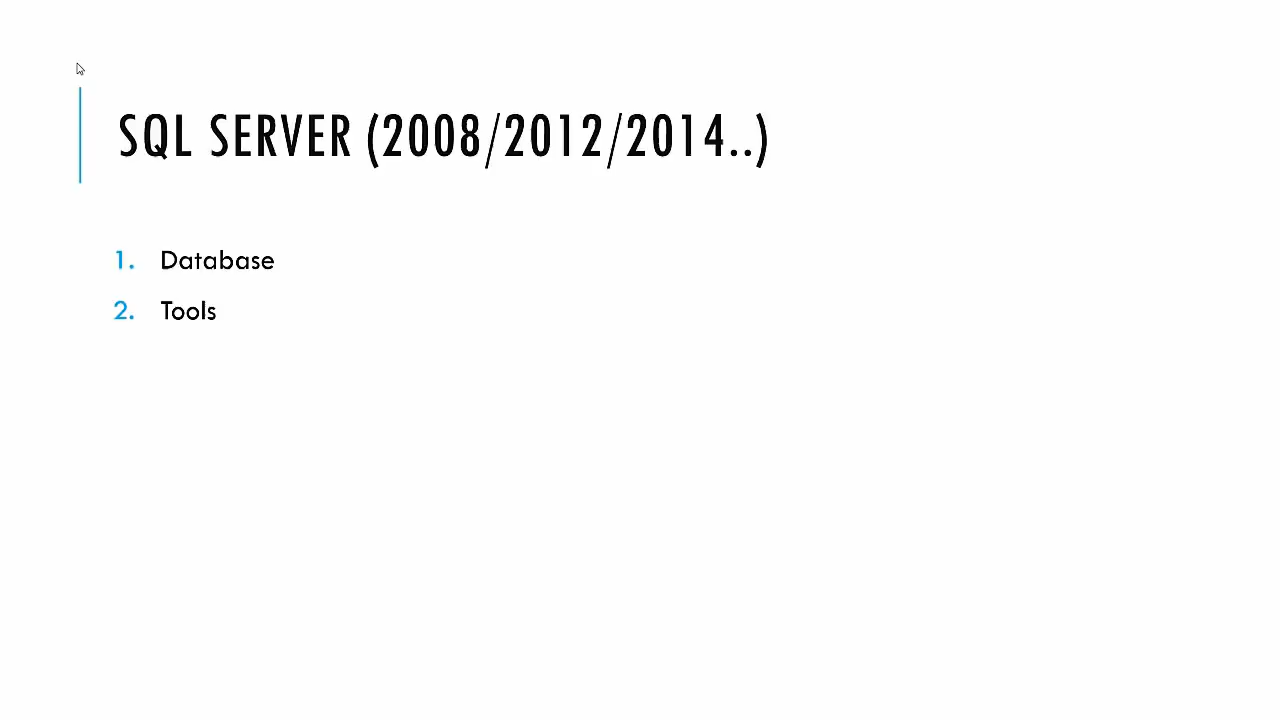 SQL SERVER (2008/2012/2014..)
1. Database
2. Tools